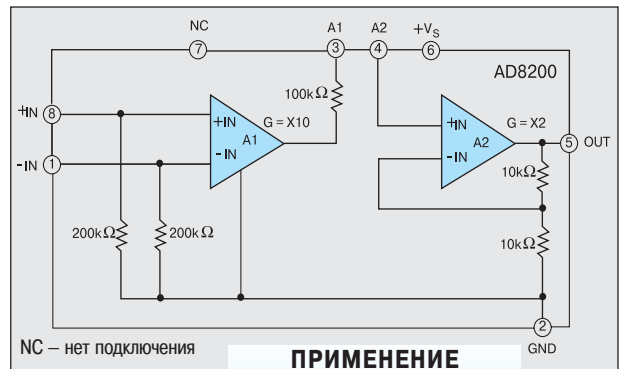 NC A1 A2 +VS
7 3 4 6
AD8200
100kΩ
+IN 8 +IN G = X10 +IN G = X2
A1 A2 5 OUT
-IN 1 -IN -IN
10kΩ
200kΩ 200kΩ 10kΩ
2
NC – нет подключения GND
ПРИМЕНЕНИЕ